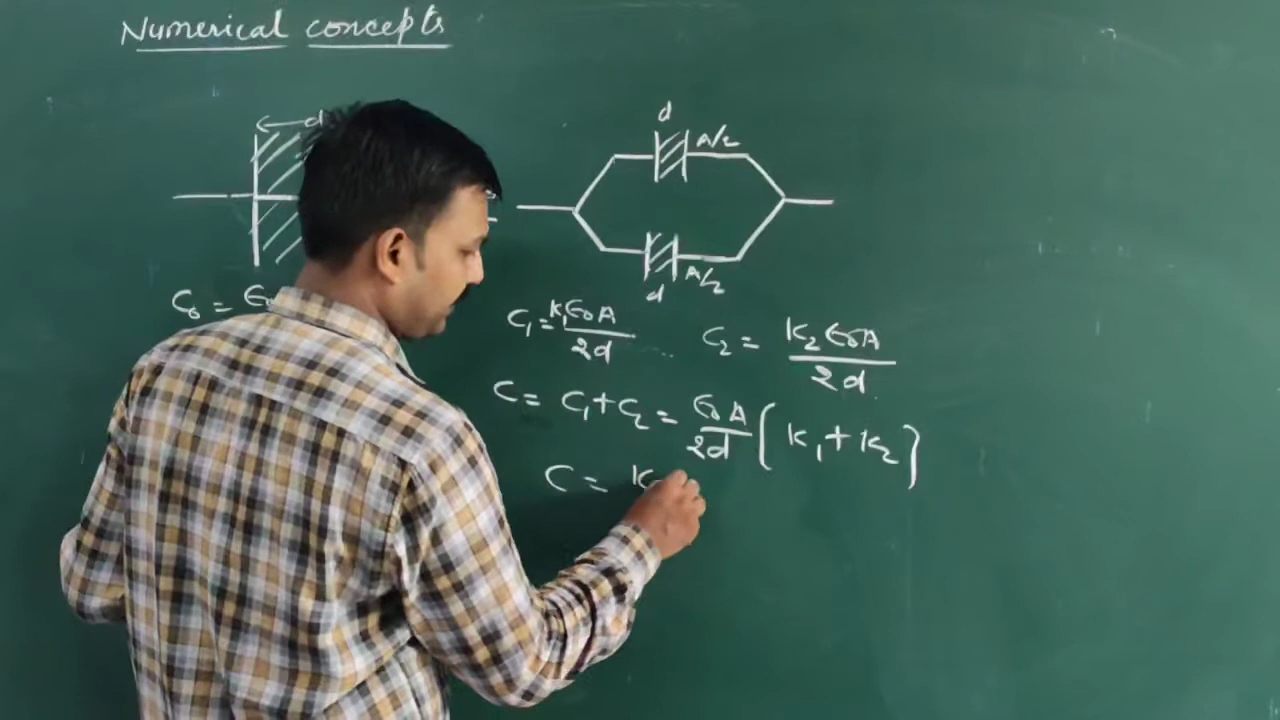 Numerical concepts
d
d
A/2
A/2
d
C₀ = ε₀
C₁ = K₁ε₀A / 2d
C₂ = K₂ε₀A / 2d
C = C₁ + C₂ = ε₀A / 2d [K₁ + K₂]
C = K